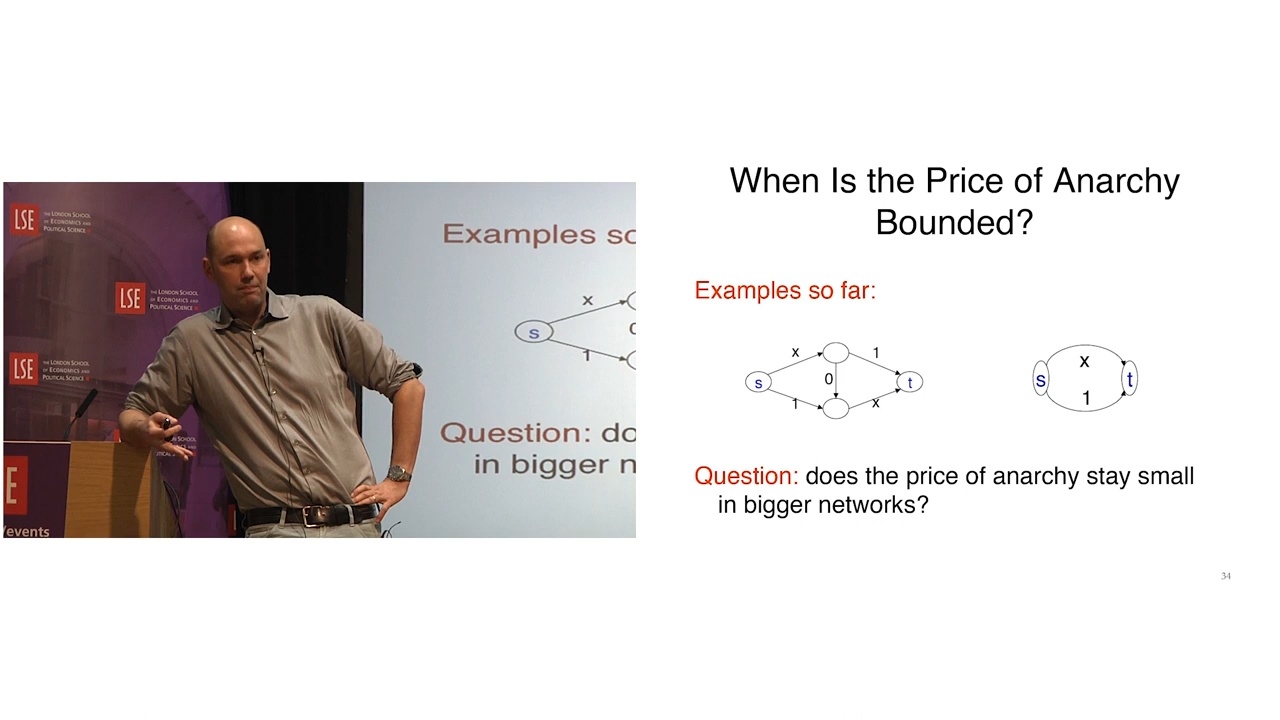 LSE THE LONDON SCHOOL
OF ECONOMICS AND
POLITICAL SCIENCE
LSE THE LONDON SCHOOL
OF ECONOMICS AND
POLITICAL SCIENCE
LSE THE LONDON SCHOOL
OF ECONOMICS AND
POLITICAL SCIENCE
E
/events
Examples so
x
s
1
Question: do
in bigger n
When Is the Price of Anarchy
Bounded?
Examples so far:
x 1
s 0 t
1 x
x
s t
1
Question: does the price of anarchy stay small
in bigger networks?
34